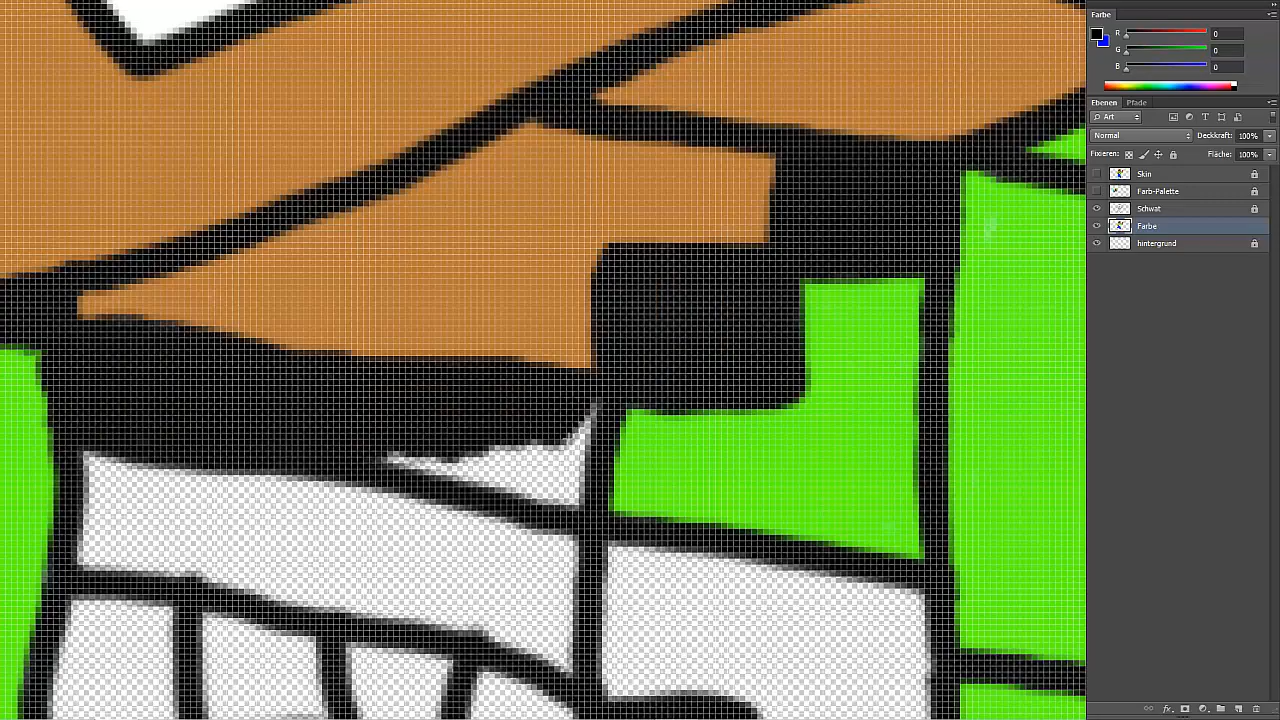 Farbe
R 0
G 0
B 0
Ebenen Pfade
Art
Normal Deckkraft: 100%
Fixieren: Fläche: 100%
Skin
Farb-Palette
Schwat
Farbe
hintergrund
fx